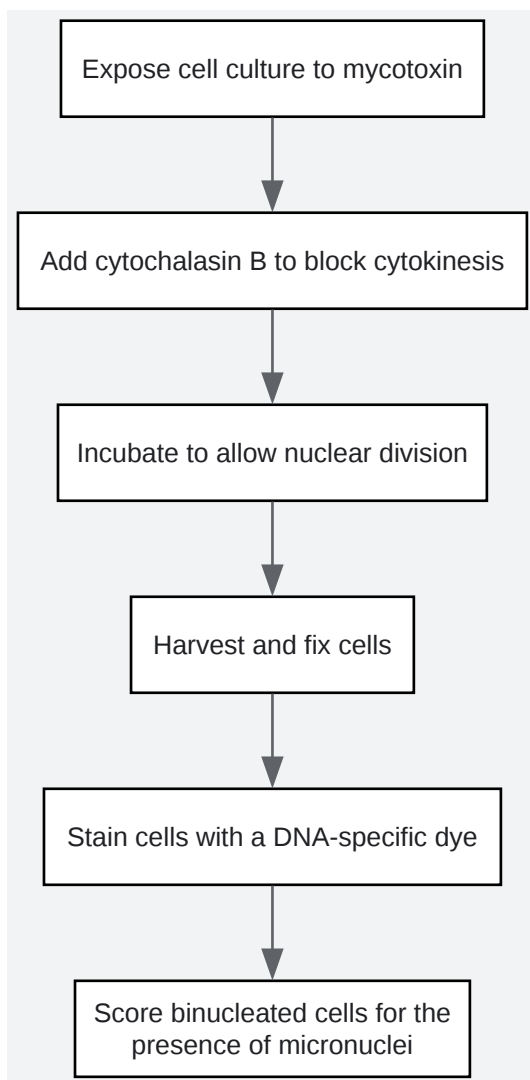 Expose cell culture to mycotoxin
Add cytochalasin B to block cytokinesis
Incubate to allow nuclear division
Harvest and fix cells
Stain cells with a DNA-specific dye
Score binucleated cells for the
presence of micronuclei